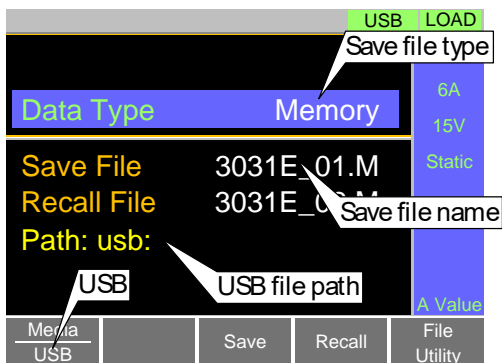 USB LOAD
Save file type
6A
Data Type Memory
15V
Save File 3031E_01.M
Static
Recall File 3031E_0
Save file name
Path: usb:
USB
USB file path
A Value
Media
USB
Save
Recall
File
Utility